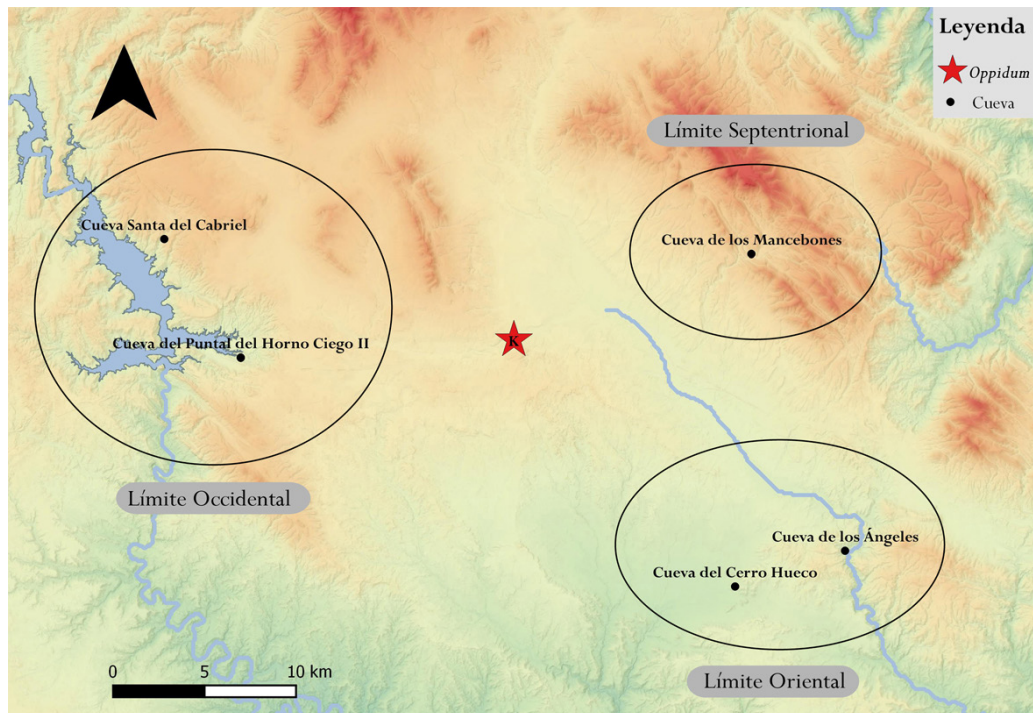 Leyenda
Oppidum
Cueva
Límite Septentrional
Cueva Santa del Cabriel
Cueva de los Mancebones
K
Cueva del Puntal del Horno Ciego II
Límite Occidental
Cueva de los Ángeles
Cueva del Cerro Hueco
0 5 10 km
Límite Oriental